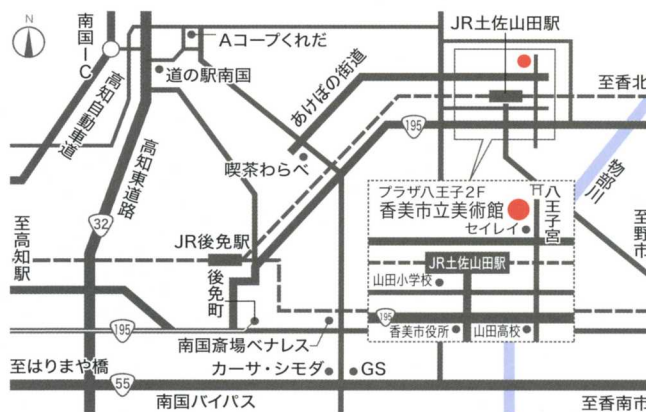 N
南国IC
Aコープくれだ
道の駅南国
高知自動車道
高知東道路
32
あけぼの街道
JR土佐山田駅
至香北
195
喫茶わらべ
物部川
プラザ八王子2F
香美市立美術館
八王子宮
セイレイ
JR土佐山田駅
山田小学校
195
香美市役所
山田高校
至野市
至高知駅
JR後免駅
後免町
195
南国斎場ベナレス
至はりまや橋
カーサ・シモダ
GS
55
南国バイパス
至香南市